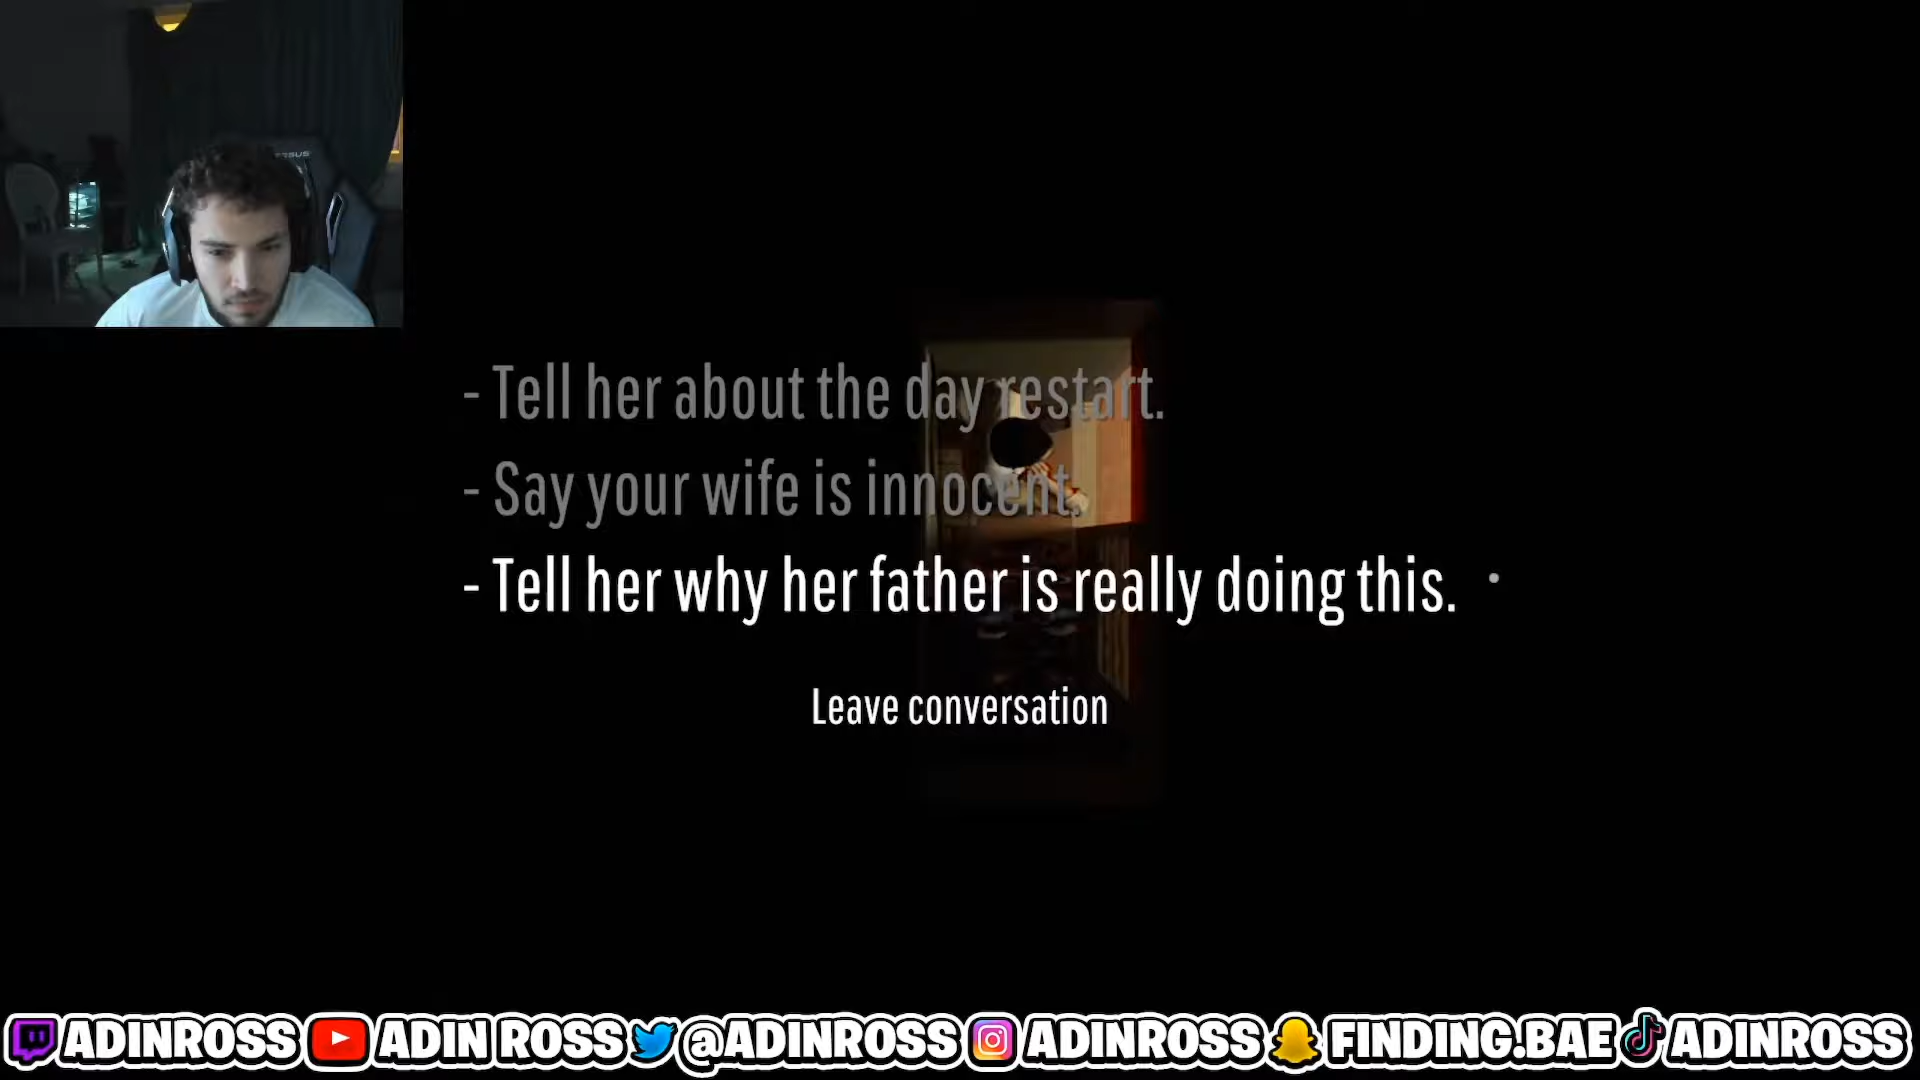 - Tell her about the day restart.
- Say your wife is innocent.
- Tell her why her father is really doing this.
Leave conversation
ADINROSS ADIN ROSS @ADINROSS ADINROSS FINDING.BAE ADINROSS